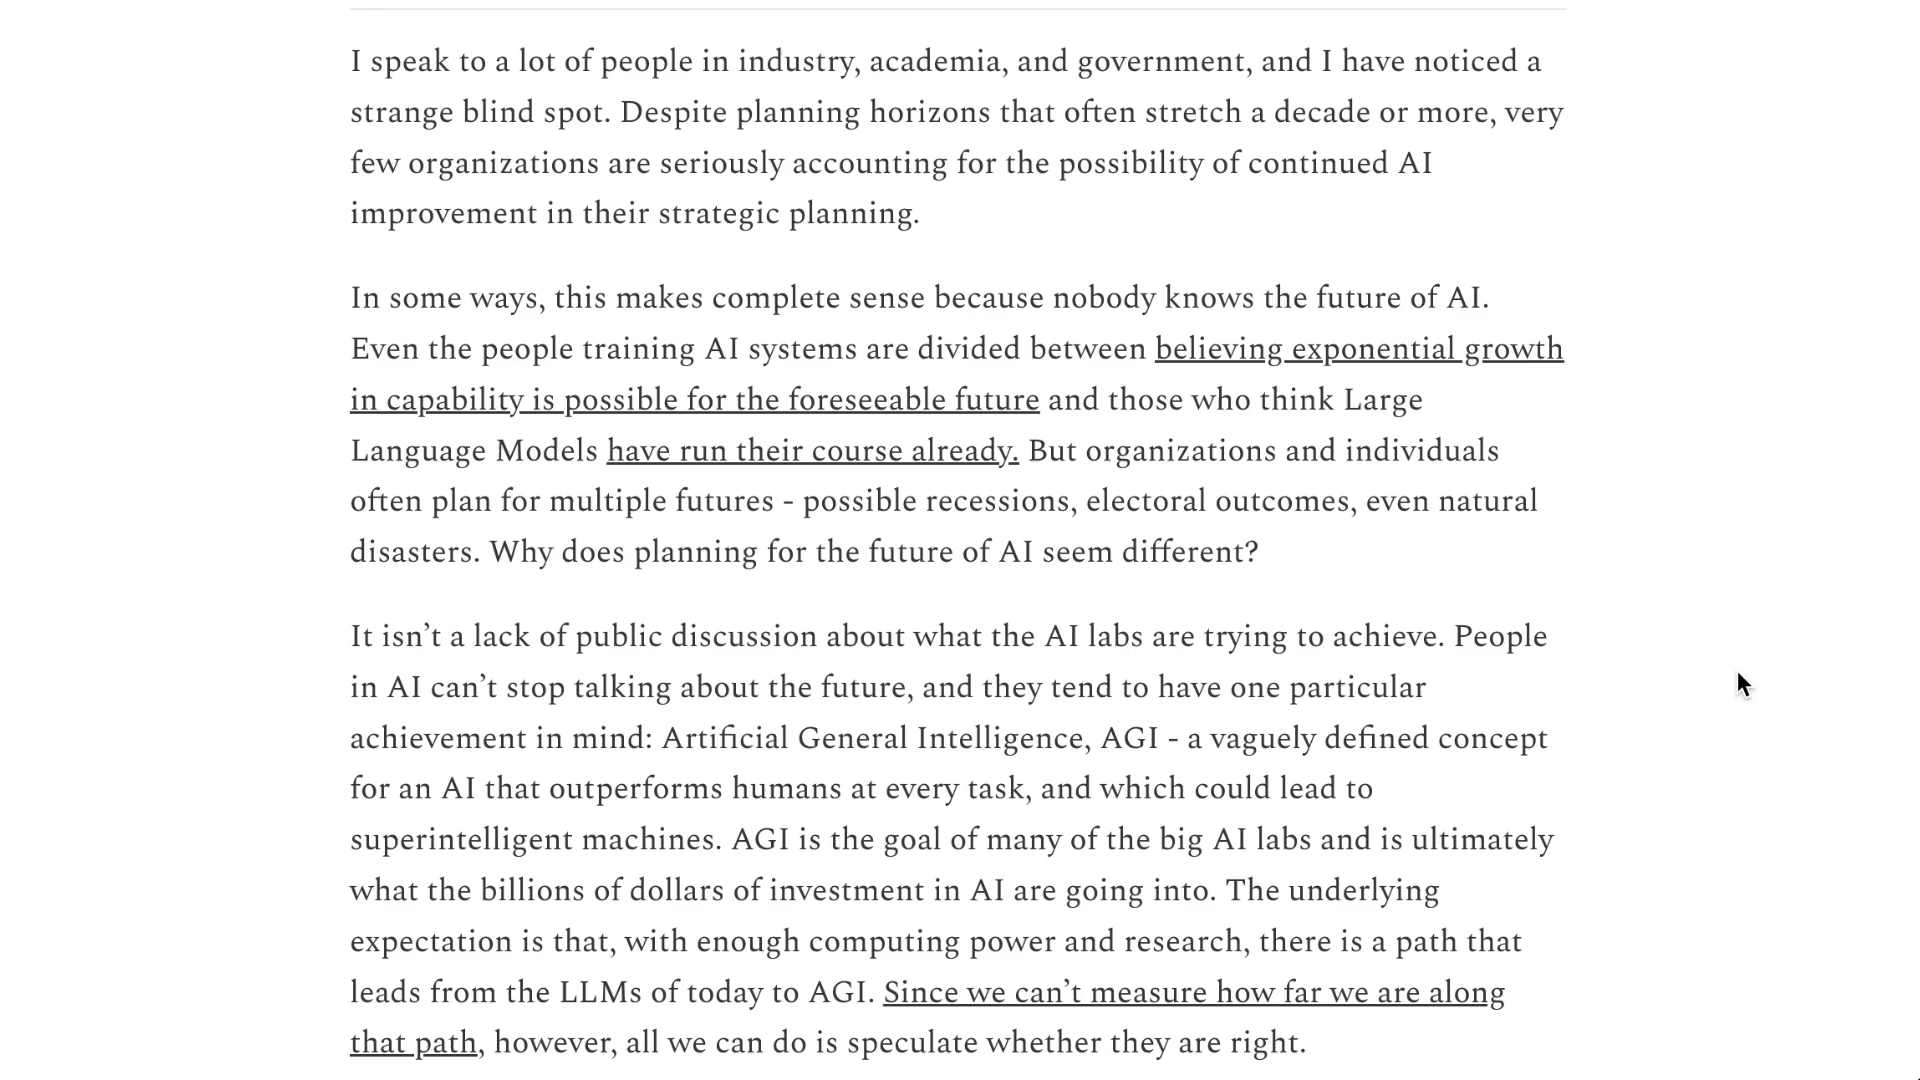 I speak to a lot of people in industry, academia, and government, and I have noticed a
strange blind spot. Despite planning horizons that often stretch a decade or more, very
few organizations are seriously accounting for the possibility of continued AI
improvement in their strategic planning.
In some ways, this makes complete sense because nobody knows the future of AI.
Even the people training AI systems are divided between believing exponential growth
in capability is possible for the foreseeable future and those who think Large
Language Models have run their course already. But organizations and individuals
often plan for multiple futures - possible recessions, electoral outcomes, even natural
disasters. Why does planning for the future of AI seem different?
It isn’t a lack of public discussion about what the AI labs are trying to achieve. People
in AI can’t stop talking about the future, and they tend to have one particular
achievement in mind: Artificial General Intelligence, AGI - a vaguely defined concept
for an AI that outperforms humans at every task, and which could lead to
superintelligent machines. AGI is the goal of many of the big AI labs and is ultimately
what the billions of dollars of investment in AI are going into. The underlying
expectation is that, with enough computing power and research, there is a path that
leads from the LLMs of today to AGI. Since we can’t measure how far we are along
that path, however, all we can do is speculate whether they are right.